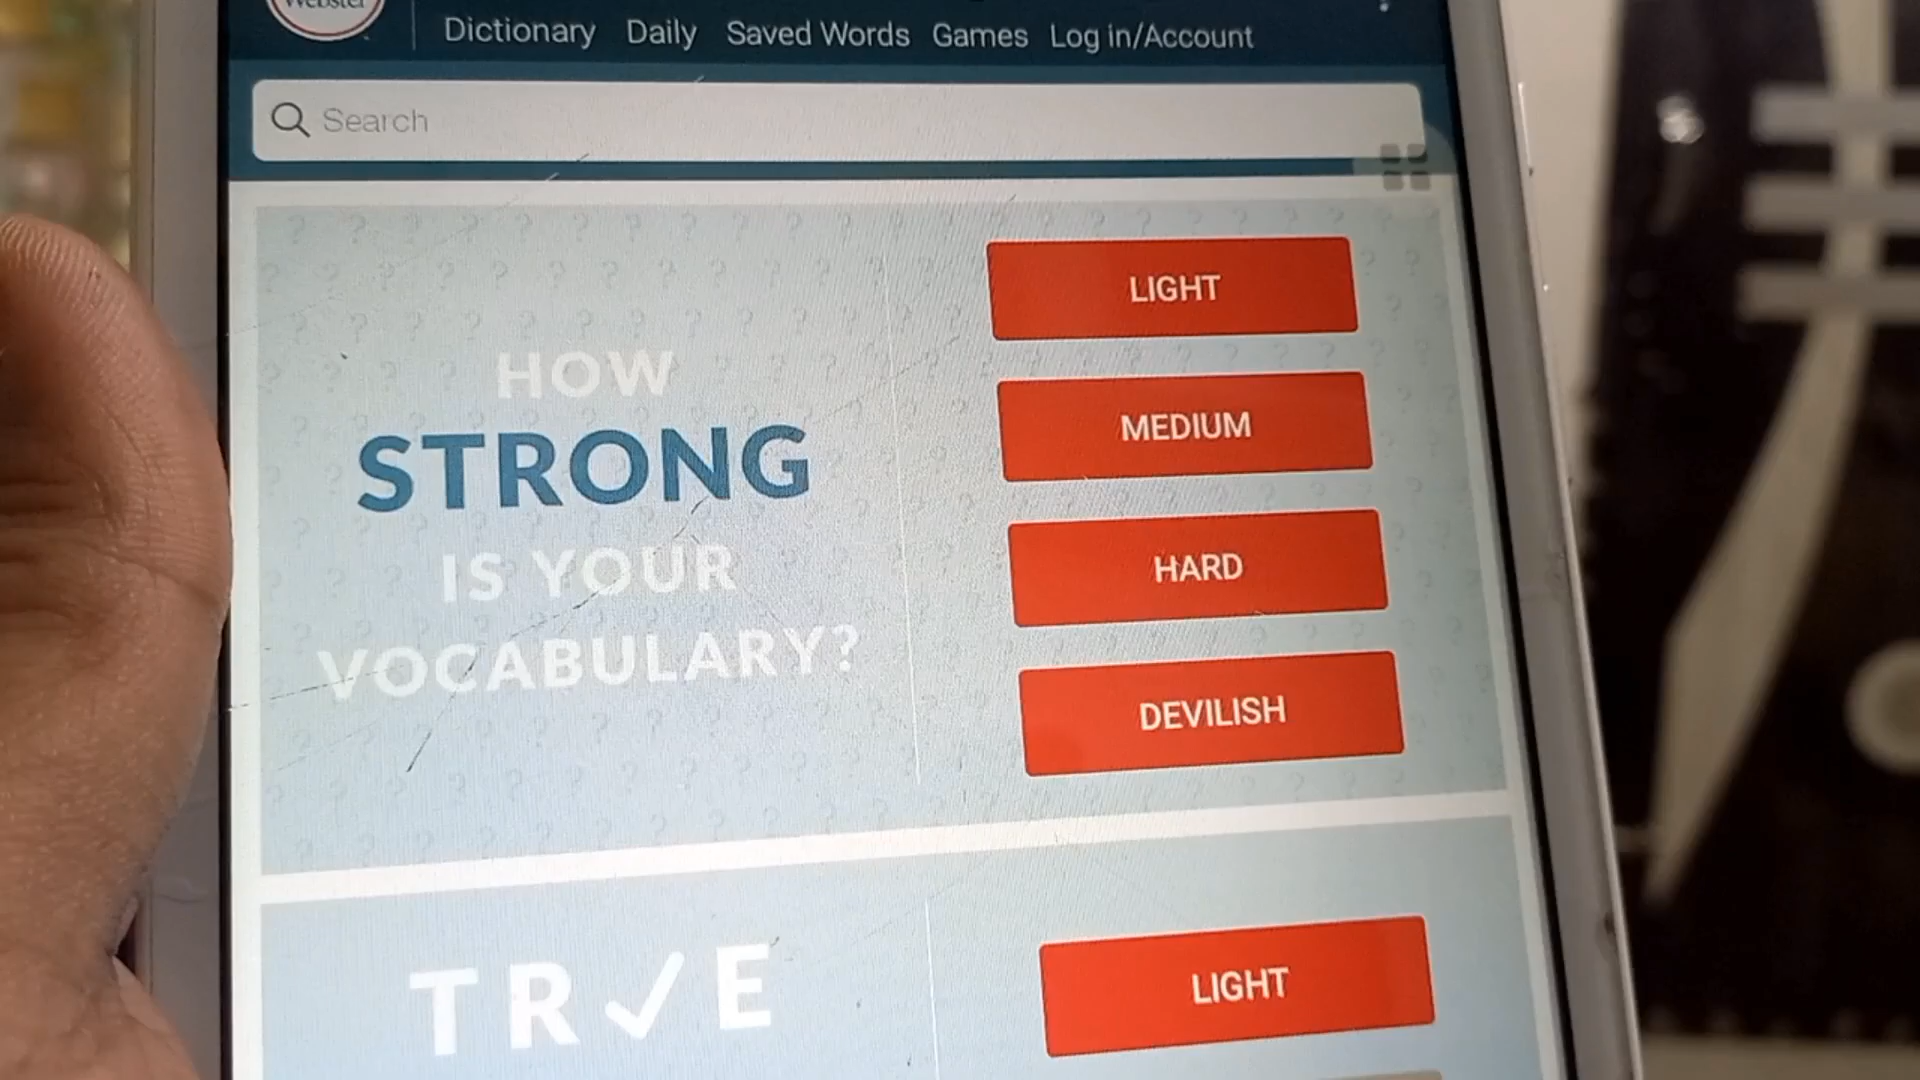 Webster
Dictionary Daily Saved Words Games Log in/Account
Search
HOW
STRONG
IS YOUR
VOCABULARY?
LIGHT
MEDIUM
HARD
DEVILISH
TR✓E
LIGHT